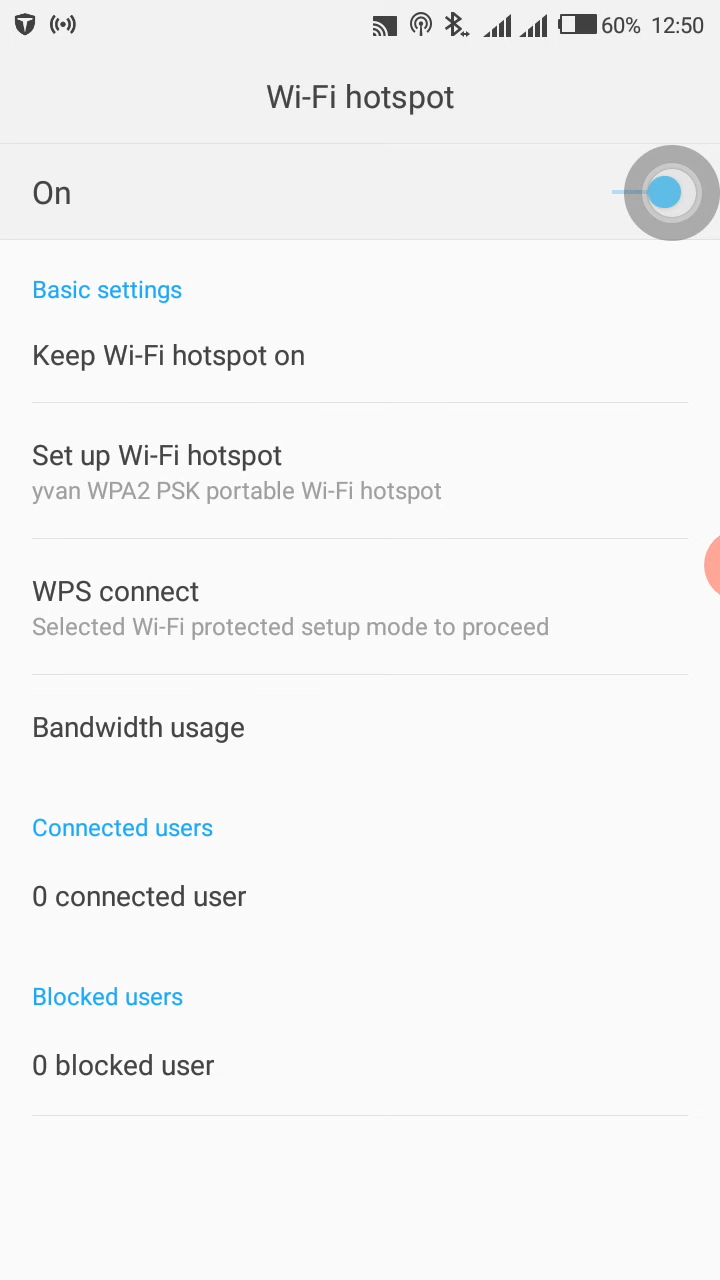 60% 12:50
Wi-Fi hotspot
On
Basic settings
Keep Wi-Fi hotspot on
Set up Wi-Fi hotspot
yvan WPA2 PSK portable Wi-Fi hotspot
WPS connect
Selected Wi-Fi protected setup mode to proceed
Bandwidth usage
Connected users
0 connected user
Blocked users
0 blocked user